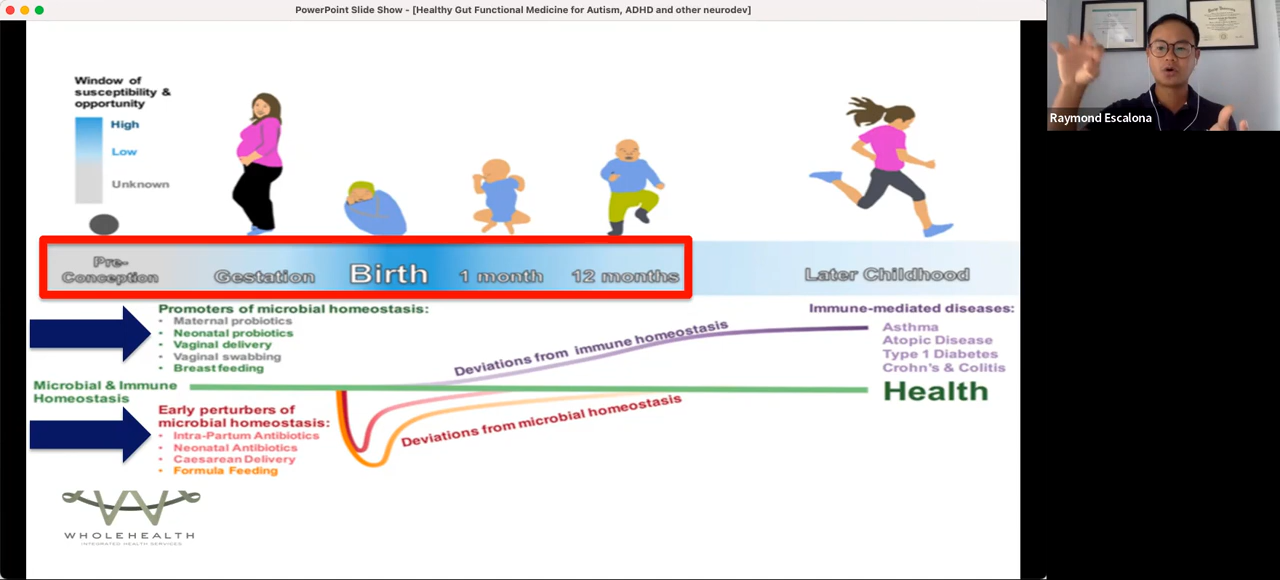 PowerPoint Slide Show - [Healthy Gut Functional Medicine for Autism, ADHD and other neurodev]
Raymond Escalona
Window of
susceptibility &
opportunity
High
Low
Unknown
Pre-
Conception
Gestation
Birth
1 month
12 months
Later Childhood
Promoters of microbial homeostasis:
• Maternal probiotics
• Neonatal probiotics
• Vaginal delivery
• Vaginal swabbing
• Breast feeding
Immune-mediated diseases:
Asthma
Atopic Disease
Type 1 Diabetes
Crohn's & Colitis
Deviations from immune homeostasis
Microbial & Immune
Homeostasis
Health
Early perturbers of
microbial homeostasis:
• Intra-Partum Antibiotics
• Neonatal Antibiotics
• Caesarean Delivery
• Formula Feeding
Deviations from microbial homeostasis
WHOLEHEALTH
INTEGRATED HEALTH SERVICES